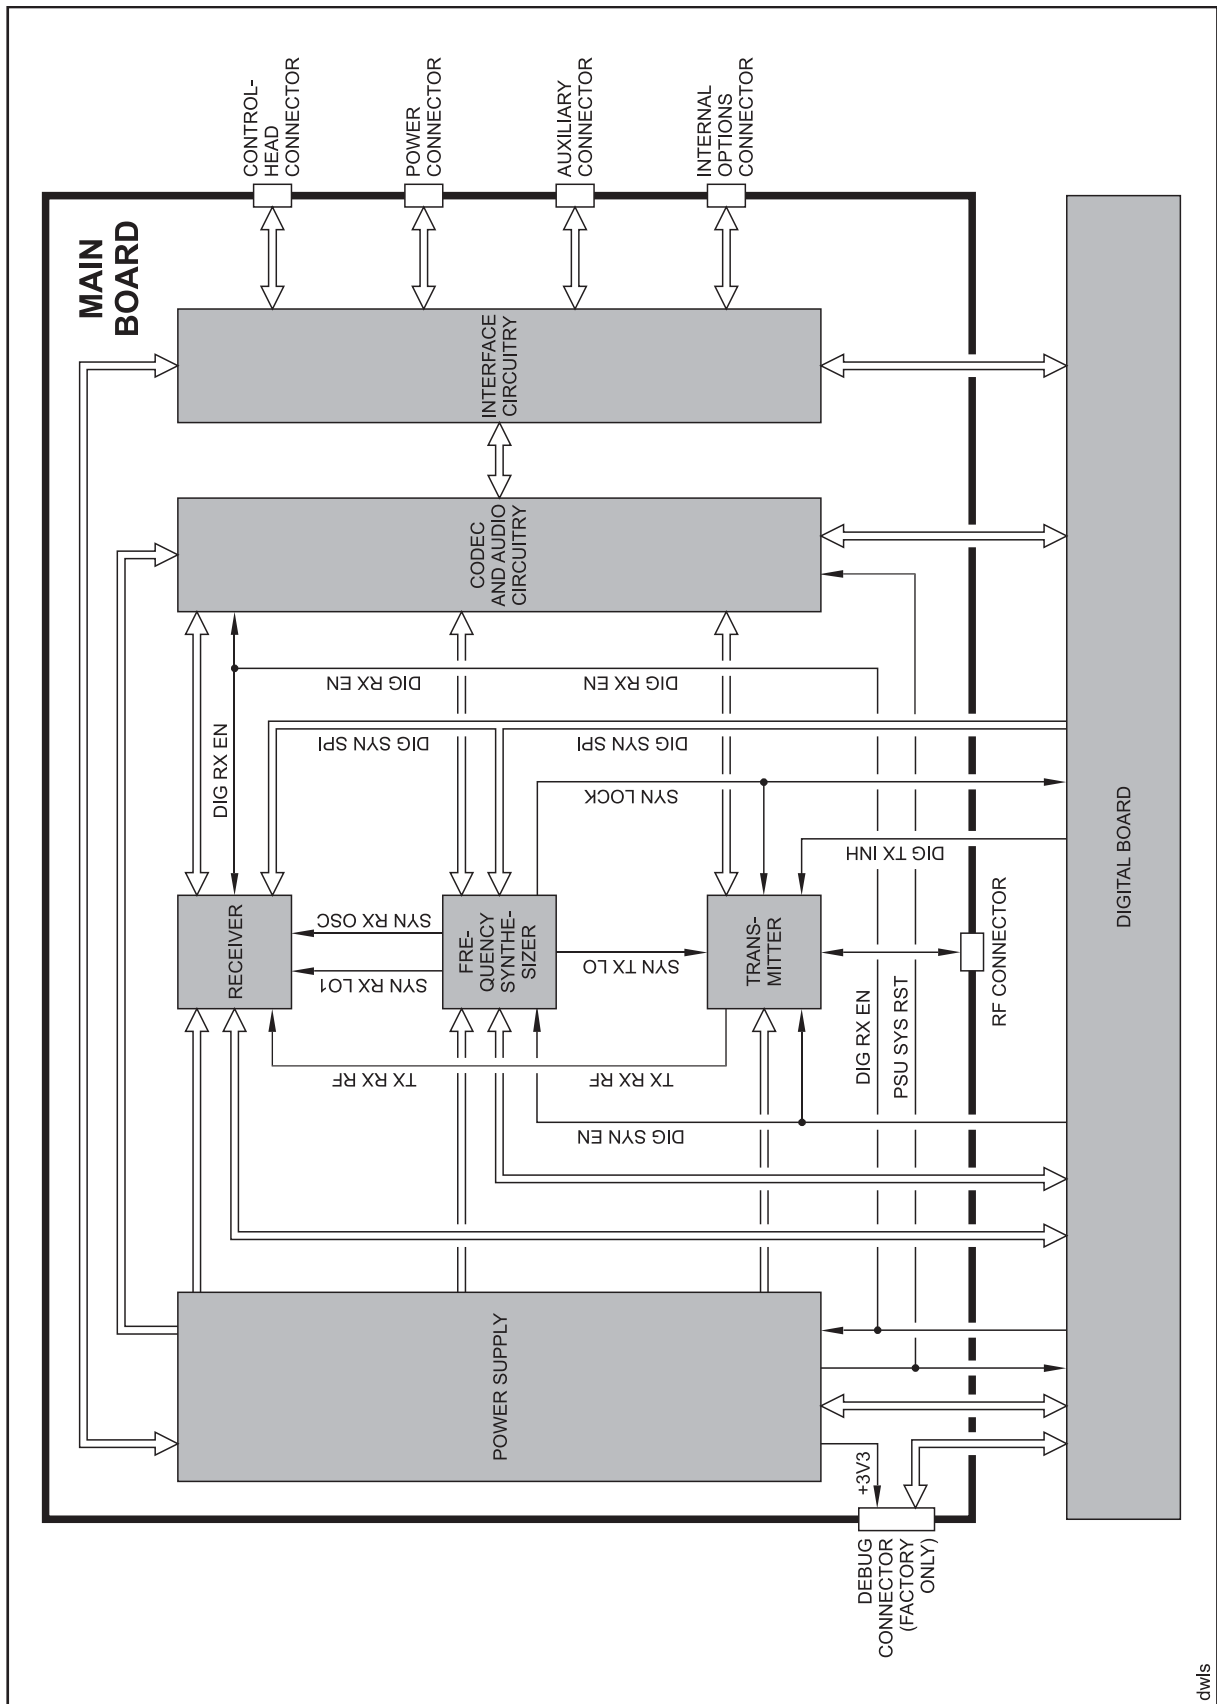 MAIN
BOARD
CONTROL-
HEAD
CONNECTOR
POWER
CONNECTOR
AUXILIARY
CONNECTOR
INTERNAL
OPTIONS
CONNECTOR
INTERFACE
CIRCUITRY
CODEC
AND AUDIO
CIRCUITRY
DIG RX EN
DIG RX EN
DIG RX EN
DIG SYN SPI
DIG SYN SPI
SYN LOCK
DIG TX INH
RECEIVER
SYN RX OSC
SYN RX LO1
FRE-
QUENCY
SYNTHE-
SIZER
SYN TX LO
TRANS-
MITTER
RF CONNECTOR
TX RX RF
TX RX RF
DIG SYN EN
DIG RX EN
PSU SYS RST
POWER SUPPLY
+3V3
DEBUG
CONNECTOR
(FACTORY
ONLY)
DIGITAL BOARD
dwls